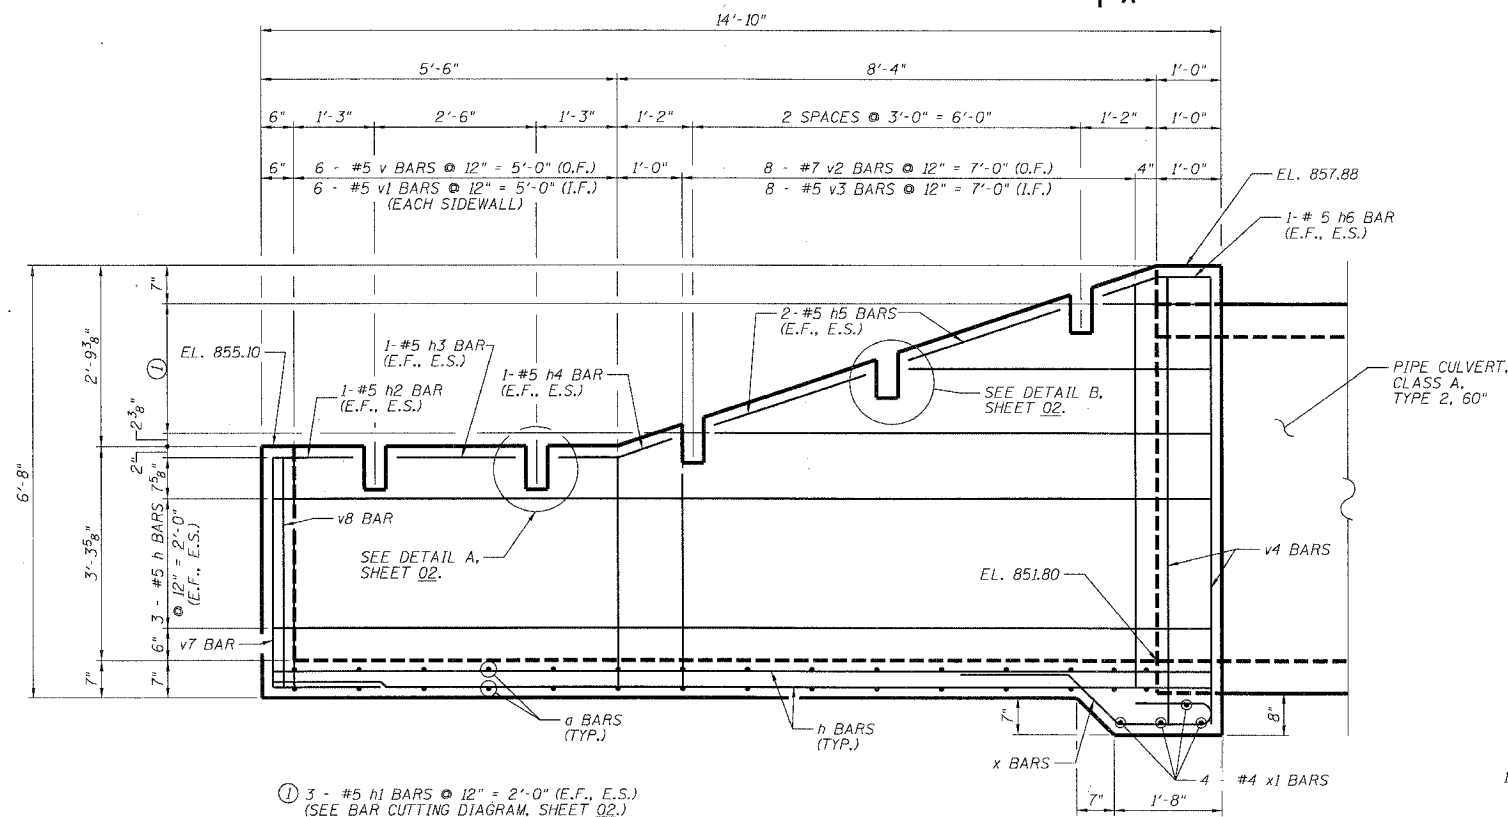 14'-10"
5'-6"
8'-4"
1'-0"
6"
1'-3"
2'-6"
1'-3"
1'-2"
2 SPACES @ 3'-0" = 6'-0"
1'-2"
1'-0"
6"
6 - #5 v BARS @ 12" = 5'-0" (O.F.)
6 - #5 v1 BARS @ 12" = 5'-0" (I.F.)
(EACH SIDEWALL)
1'-0"
8 - #7 v2 BARS @ 12" = 7'-0" (O.F.)
8 - #5 v3 BARS @ 12" = 7'-0" (I.F.)
4"
1'-0"
EL. 857.88
1-# 5 h6 BAR
(E.F., E.S.)
7"
2'-9 3/8"
1
2 3/8"
2"
6'-8"
EL. 855.10
1-#5 h2 BAR
(E.F., E.S.)
1-#5 h3 BAR
(E.F., E.S.)
1-#5 h4 BAR
(E.F., E.S.)
2-#5 h5 BARS
(E.F., E.S.)
SEE DETAIL B,
SHEET 02.
PIPE CULVERT,
CLASS A,
TYPE 2, 60"
7 5/8"
3'-3 5/8"
3 - #5 h BARS
@ 12" = 2'-0"
(E.F., E.S.)
v8 BAR
SEE DETAIL A,
SHEET 02.
EL. 851.80
v4 BARS
6"
v7 BAR
7"
7"
a BARS
(TYP.)
h BARS
(TYP.)
7"
8"
x BARS
4 - #4 x1 BARS
7"
1'-8"
1 3 - #5 h1 BARS @ 12" = 2'-0" (E.F., E.S.)
(SEE BAR CUTTING DIAGRAM, SHEET 02.)